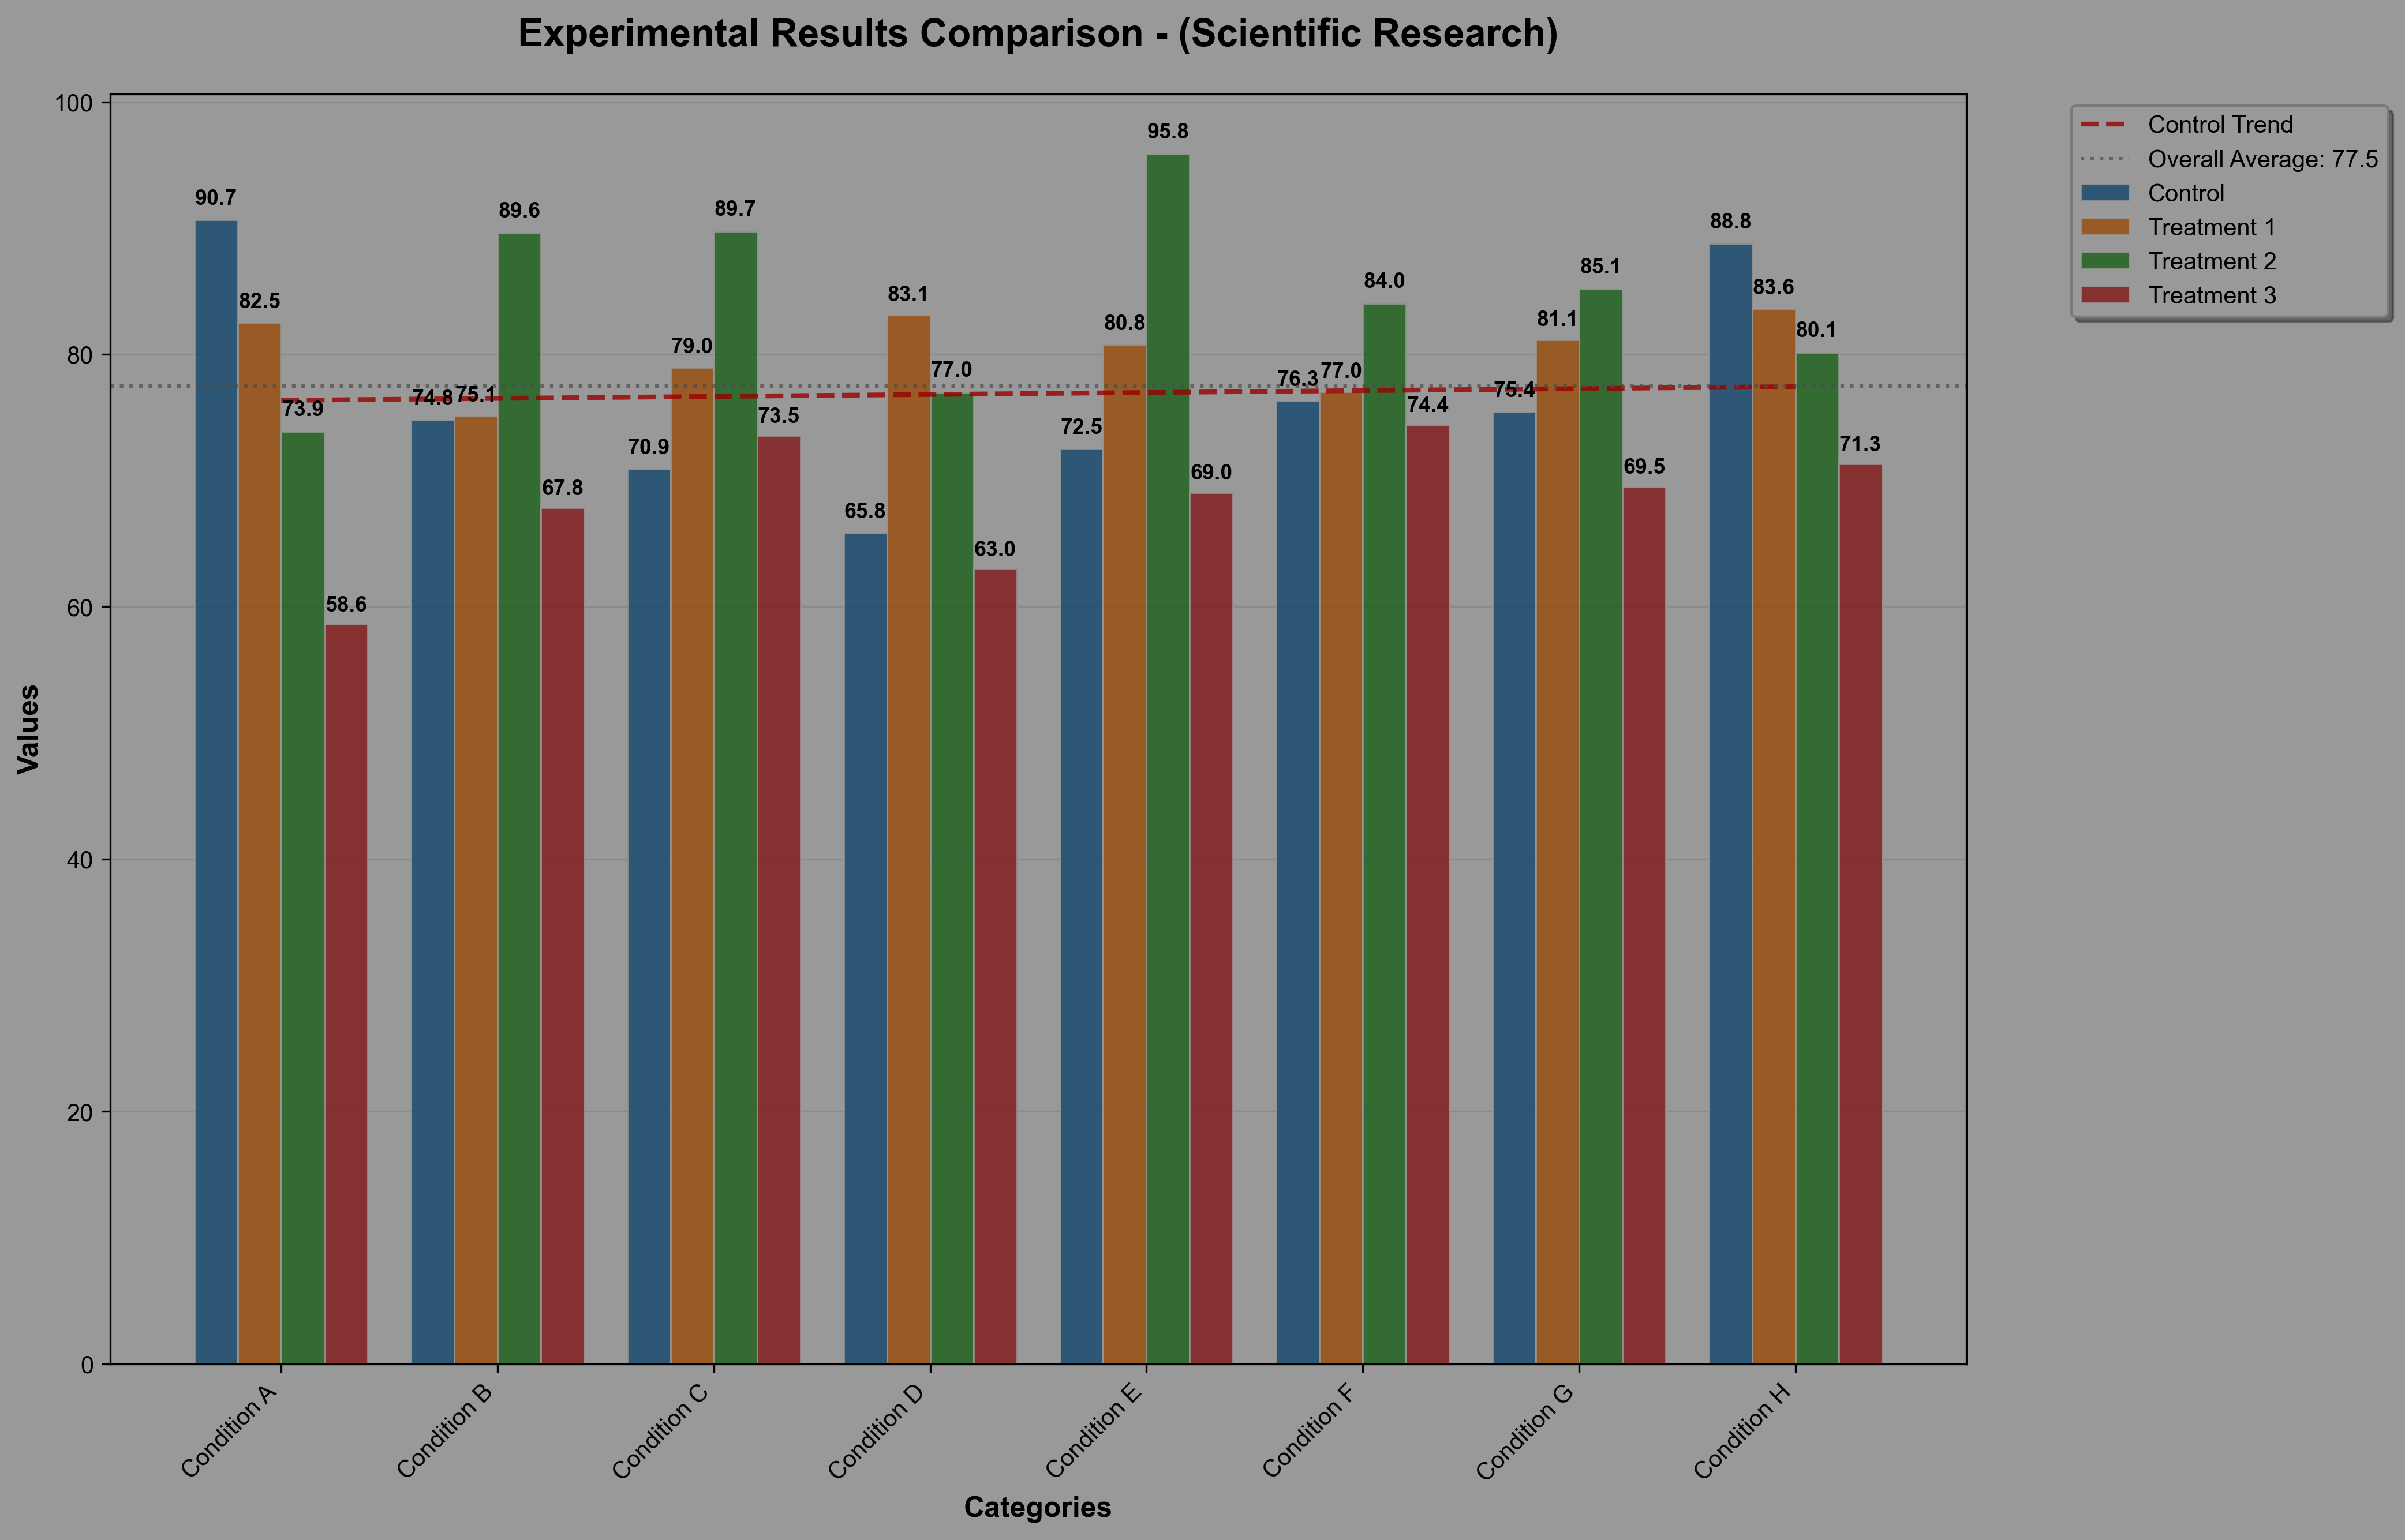 Experimental Results Comparison - (Scientific Research)
Control Trend
Overall Average: 77.5
Control
Treatment 1
Treatment 2
Treatment 3
Values
100
80
60
40
20
0
90.7
82.5
73.9
58.6
74.8
75.1
89.6
67.8
70.9
79.0
89.7
73.5
65.8
83.1
77.0
63.0
72.5
80.8
95.8
69.0
76.3
77.0
84.0
74.4
75.4
81.1
85.1
69.5
88.8
83.6
80.1
71.3
Condition A
Condition B
Condition C
Condition D
Condition E
Condition F
Condition G
Condition H
Categories